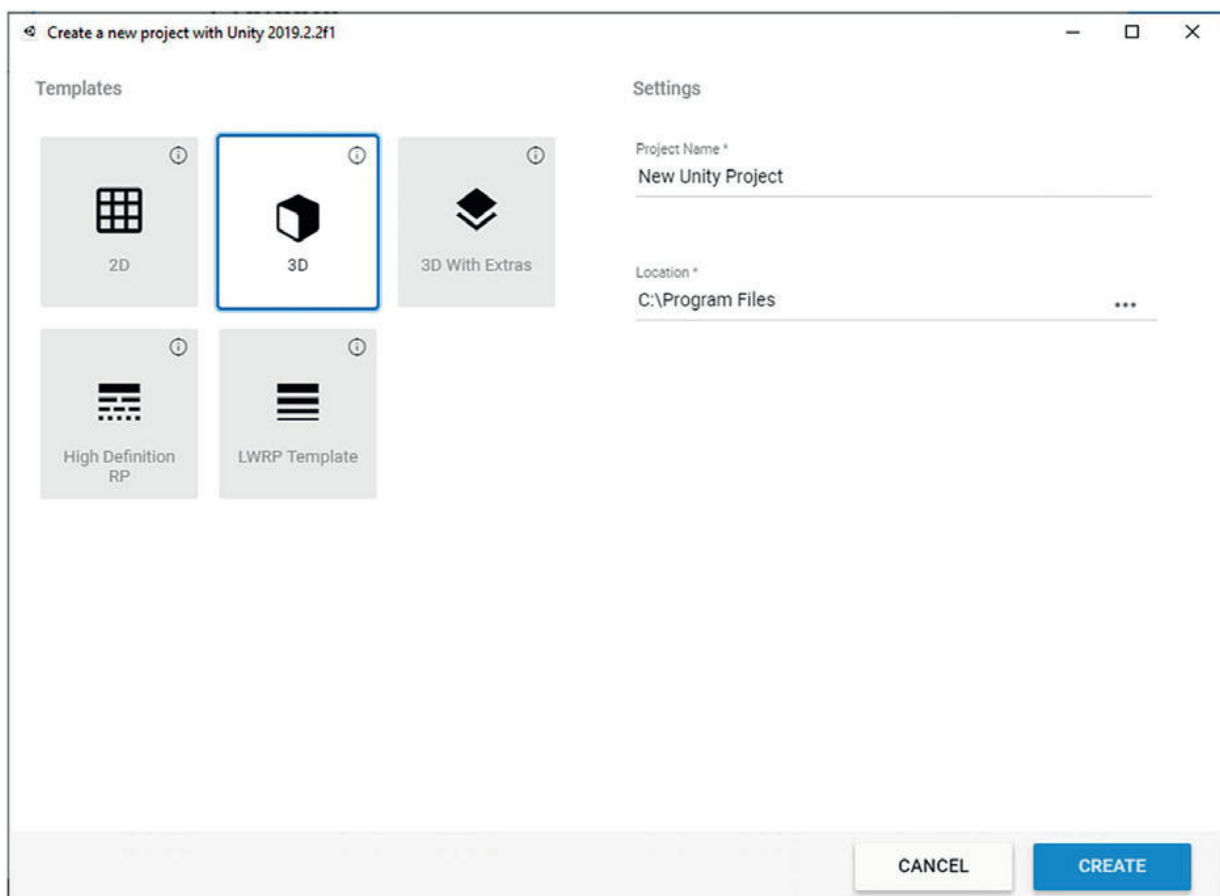 Create a new project with Unity 2019.2.2f1
Templates
Settings
2D
3D
3D With Extras
High Definition
RP
LWRP Template
Project Name *
New Unity Project
Location *
C:\Program Files
CANCEL
CREATE